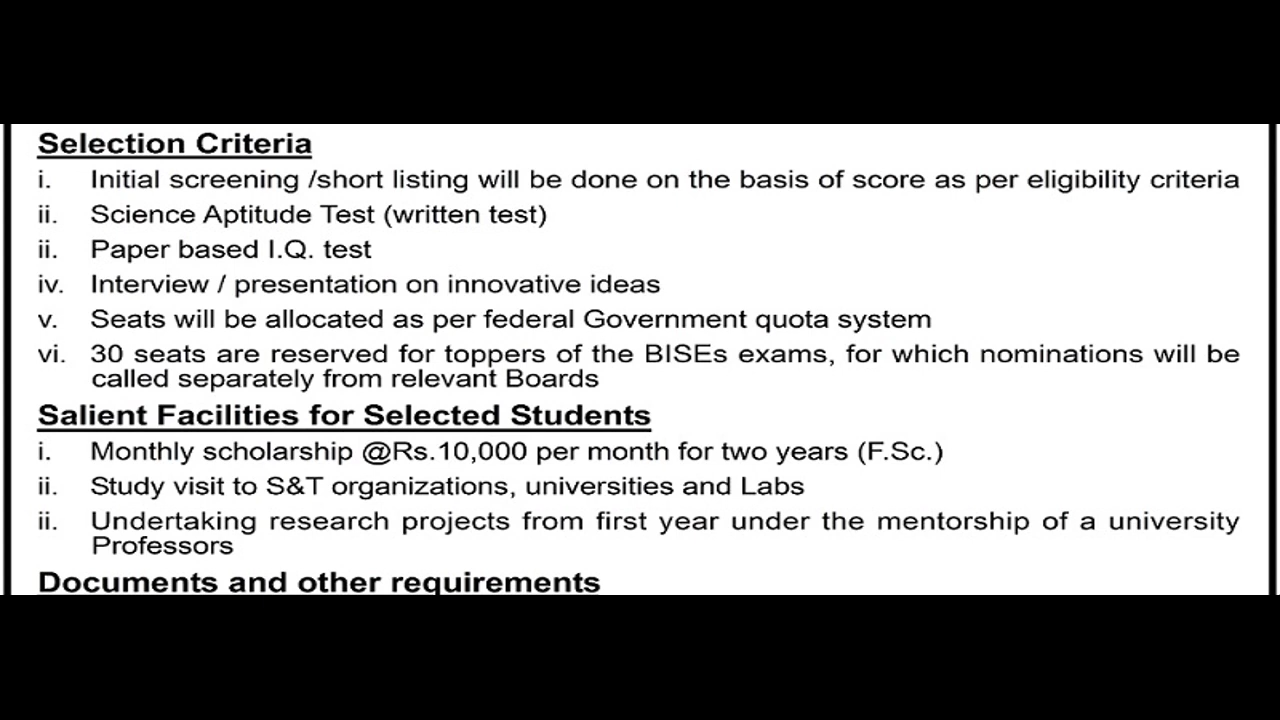 Selection Criteria
i. Initial screening /short listing will be done on the basis of score as per eligibility criteria
ii. Science Aptitude Test (written test)
ii. Paper based I.Q. test
iv. Interview / presentation on innovative ideas
v. Seats will be allocated as per federal Government quota system
vi. 30 seats are reserved for toppers of the BISEs exams, for which nominations will be
called separately from relevant Boards
Salient Facilities for Selected Students
i. Monthly scholarship @Rs.10,000 per month for two years (F.Sc.)
ii. Study visit to S&T organizations, universities and Labs
ii. Undertaking research projects from first year under the mentorship of a university
Professors
Documents and other requirements